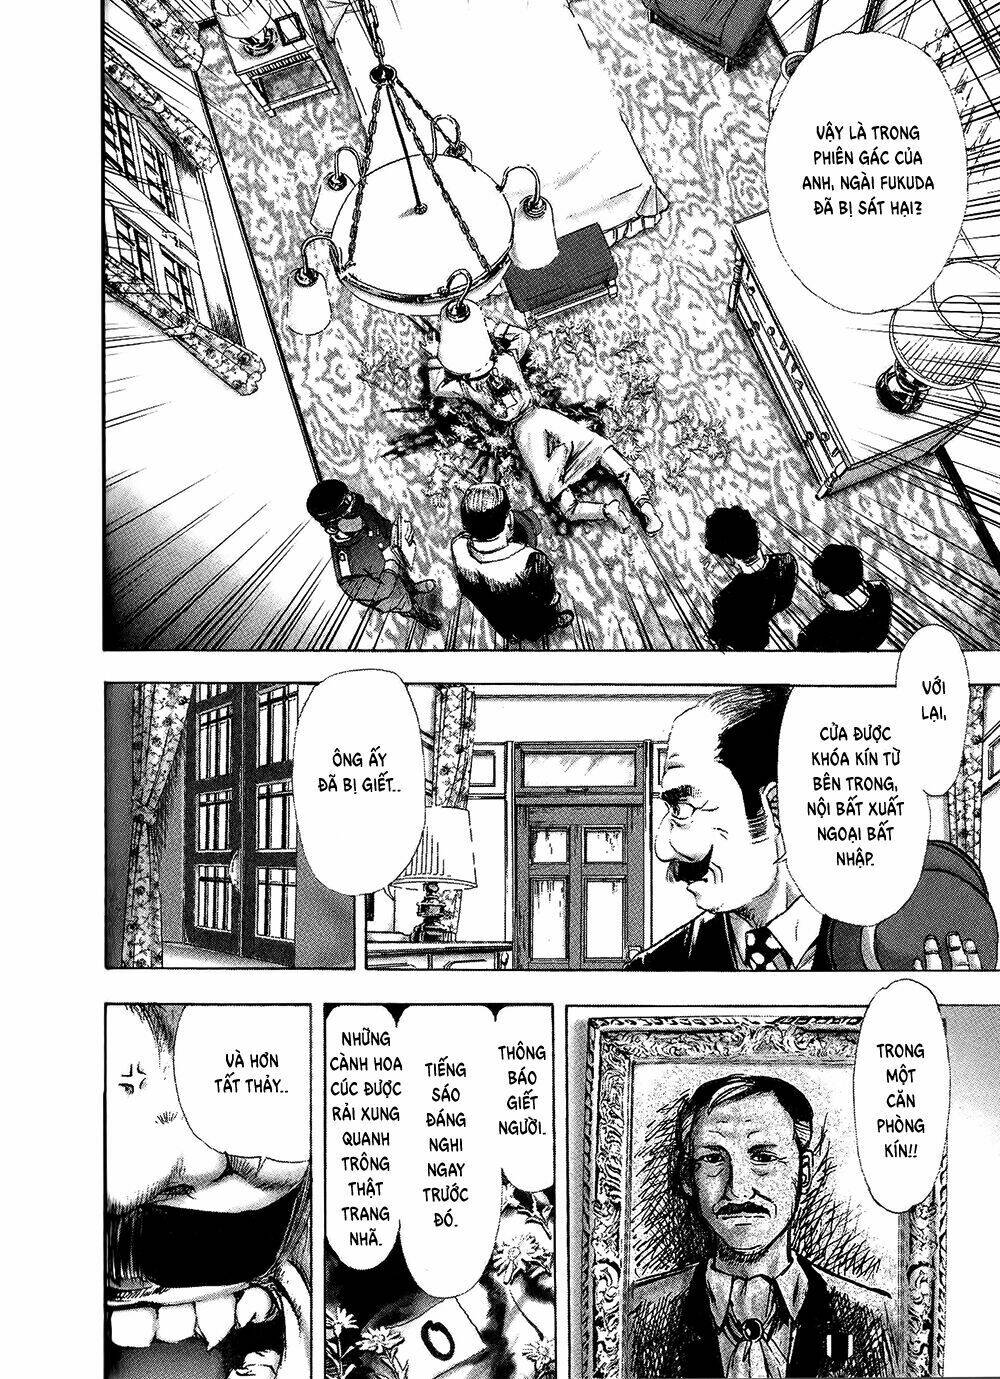 VẬY LÀ TRONG
PHIÊN GÁC CỦA
ANH, NGÀI FUKUDA
ĐÃ BỊ SÁT HẠI?
VỚI
LẠI,
CỬA ĐƯỢC
KHÓA KÍN TỪ
BÊN TRONG,
NỘI BẤT XUẤT
NGOẠI BẤT
NHẬP.
ÔNG ẤY
ĐÃ BỊ GIẾT..
TRONG
MỘT
CĂN
PHÒNG
KÍN!!
THÔNG
BÁO
GIẾT
NGƯỜI.
TIẾNG
SÁO
ĐÁNG
NGHI
NGAY
TRƯỚC
ĐÓ.
NHỮNG
CÀNH HOA
CÚC ĐƯỢC
RẢI XUNG
QUANH
TRÔNG
THẬT
TRANG
NHÃ.
O
VÀ HƠN
TẤT THẢY..